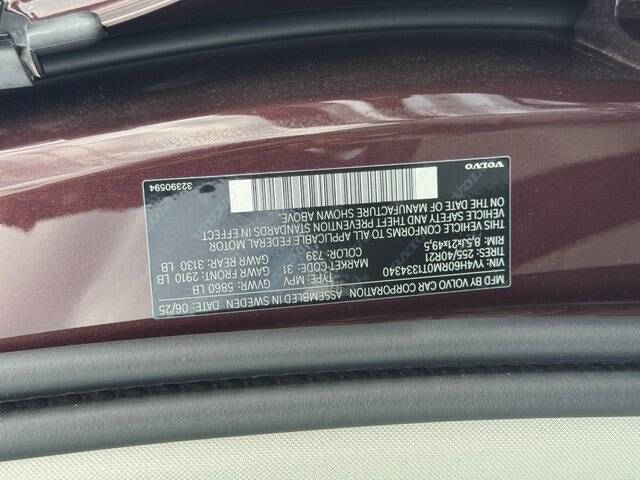 VOLVO
32390594
MFD BY VOLVO CAR CORPORATION ASSEMBLED IN SWEDEN DATE: 06/25
VIN: YV4H60RM0T1334340 GVWR: 5860 LB
TIRES: 255/40R21 GAWR FRONT: 2910 LB GAWR REAR: 3130 LB
RIM: 8,5x21x49,5 TYPE: MPV
MARKET CODE: 31
COLOR: 739
THIS VEHICLE CONFORMS TO ALL APPLICABLE FEDERAL MOTOR
VEHICLE SAFETY AND THEFT PREVENTION STANDARDS IN EFFECT
ON THE DATE OF MANUFACTURE SHOWN ABOVE.